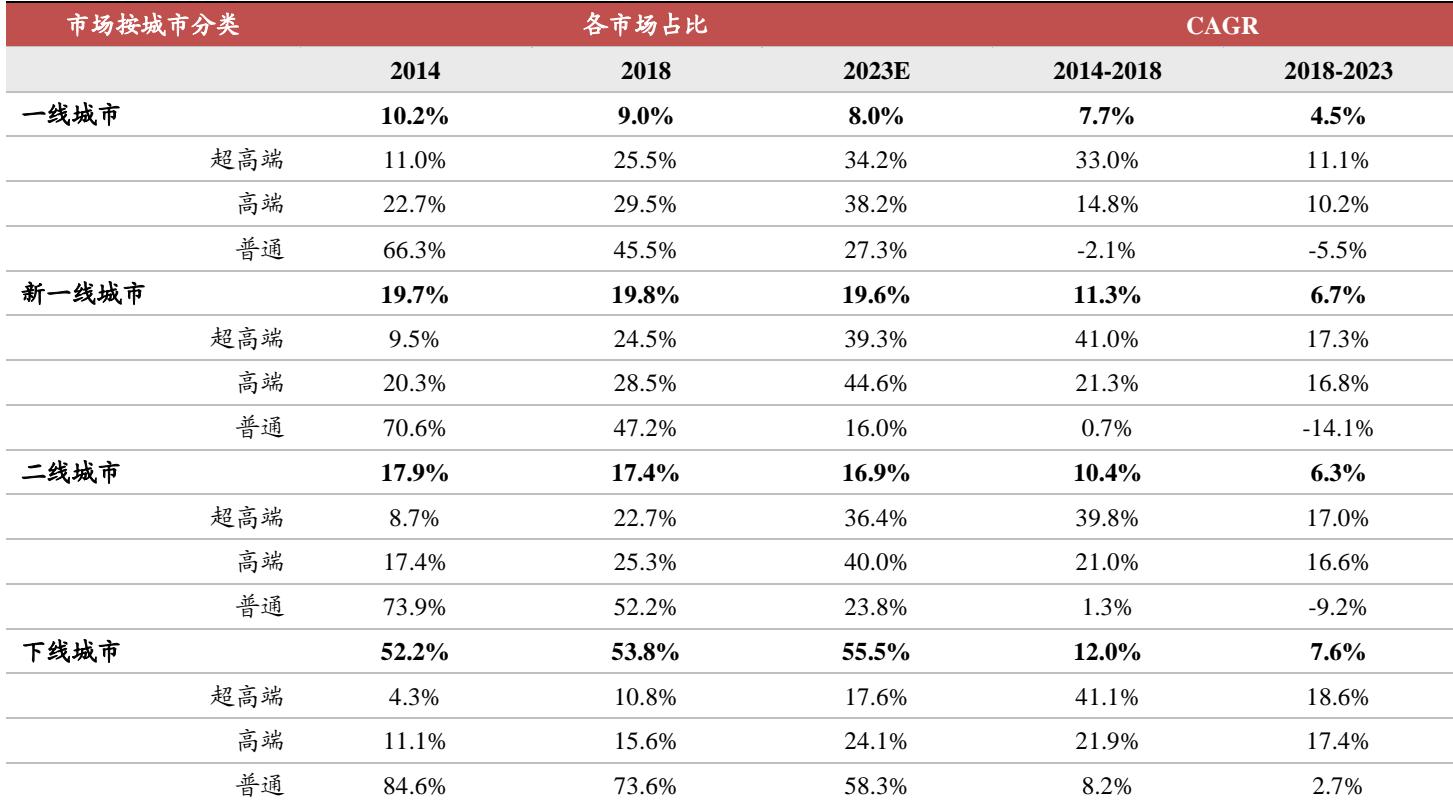 市场按城市分类 各市场占比 CAGR
2014 2018 2023E 2014-2018 2018-2023
一线城市 10.2% 9.0% 8.0% 7.7% 4.5%
超高端 11.0% 25.5% 34.2% 33.0% 11.1%
高端 22.7% 29.5% 38.2% 14.8% 10.2%
普通 66.3% 45.5% 27.3% -2.1% -5.5%
新一线城市 19.7% 19.8% 19.6% 11.3% 6.7%
超高端 9.5% 24.5% 39.3% 41.0% 17.3%
高端 20.3% 28.5% 44.6% 21.3% 16.8%
普通 70.6% 47.2% 16.0% 0.7% -14.1%
二线城市 17.9% 17.4% 16.9% 10.4% 6.3%
超高端 8.7% 22.7% 36.4% 39.8% 17.0%
高端 17.4% 25.3% 40.0% 21.0% 16.6%
普通 73.9% 52.2% 23.8% 1.3% -9.2%
下线城市 52.2% 53.8% 55.5% 12.0% 7.6%
超高端 4.3% 10.8% 17.6% 41.1% 18.6%
高端 11.1% 15.6% 24.1% 21.9% 17.4%
普通 84.6% 73.6% 58.3% 8.2% 2.7%